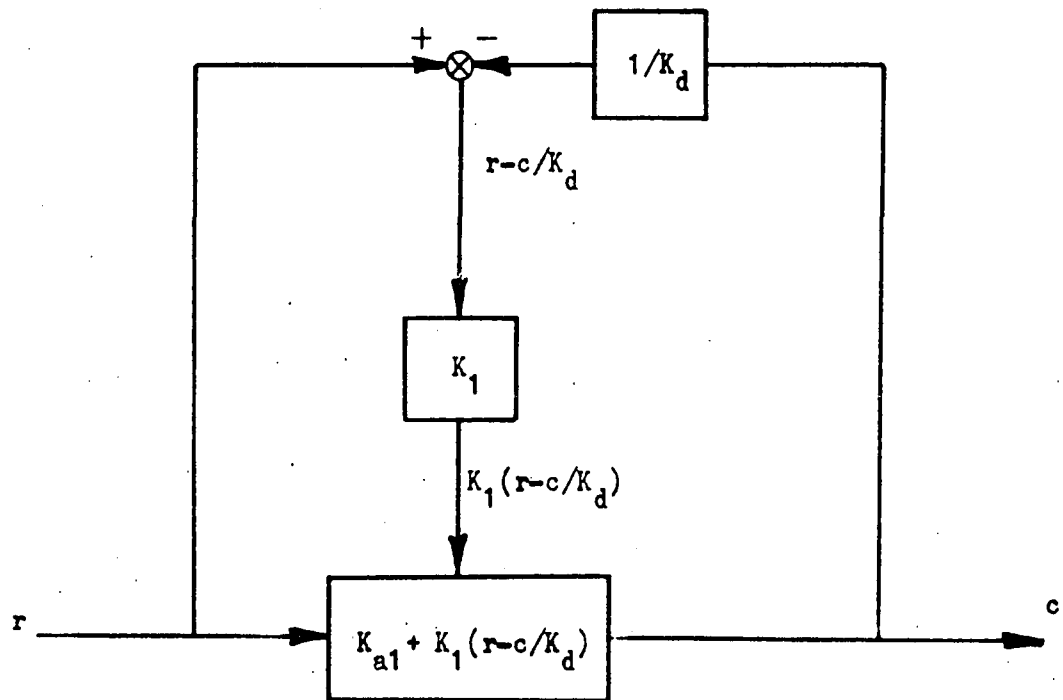 + −
1/K_d
r-c/K_d
K_1
K_1(r-c/K_d)
r
c
K_a1 + K_1(r-c/K_d)